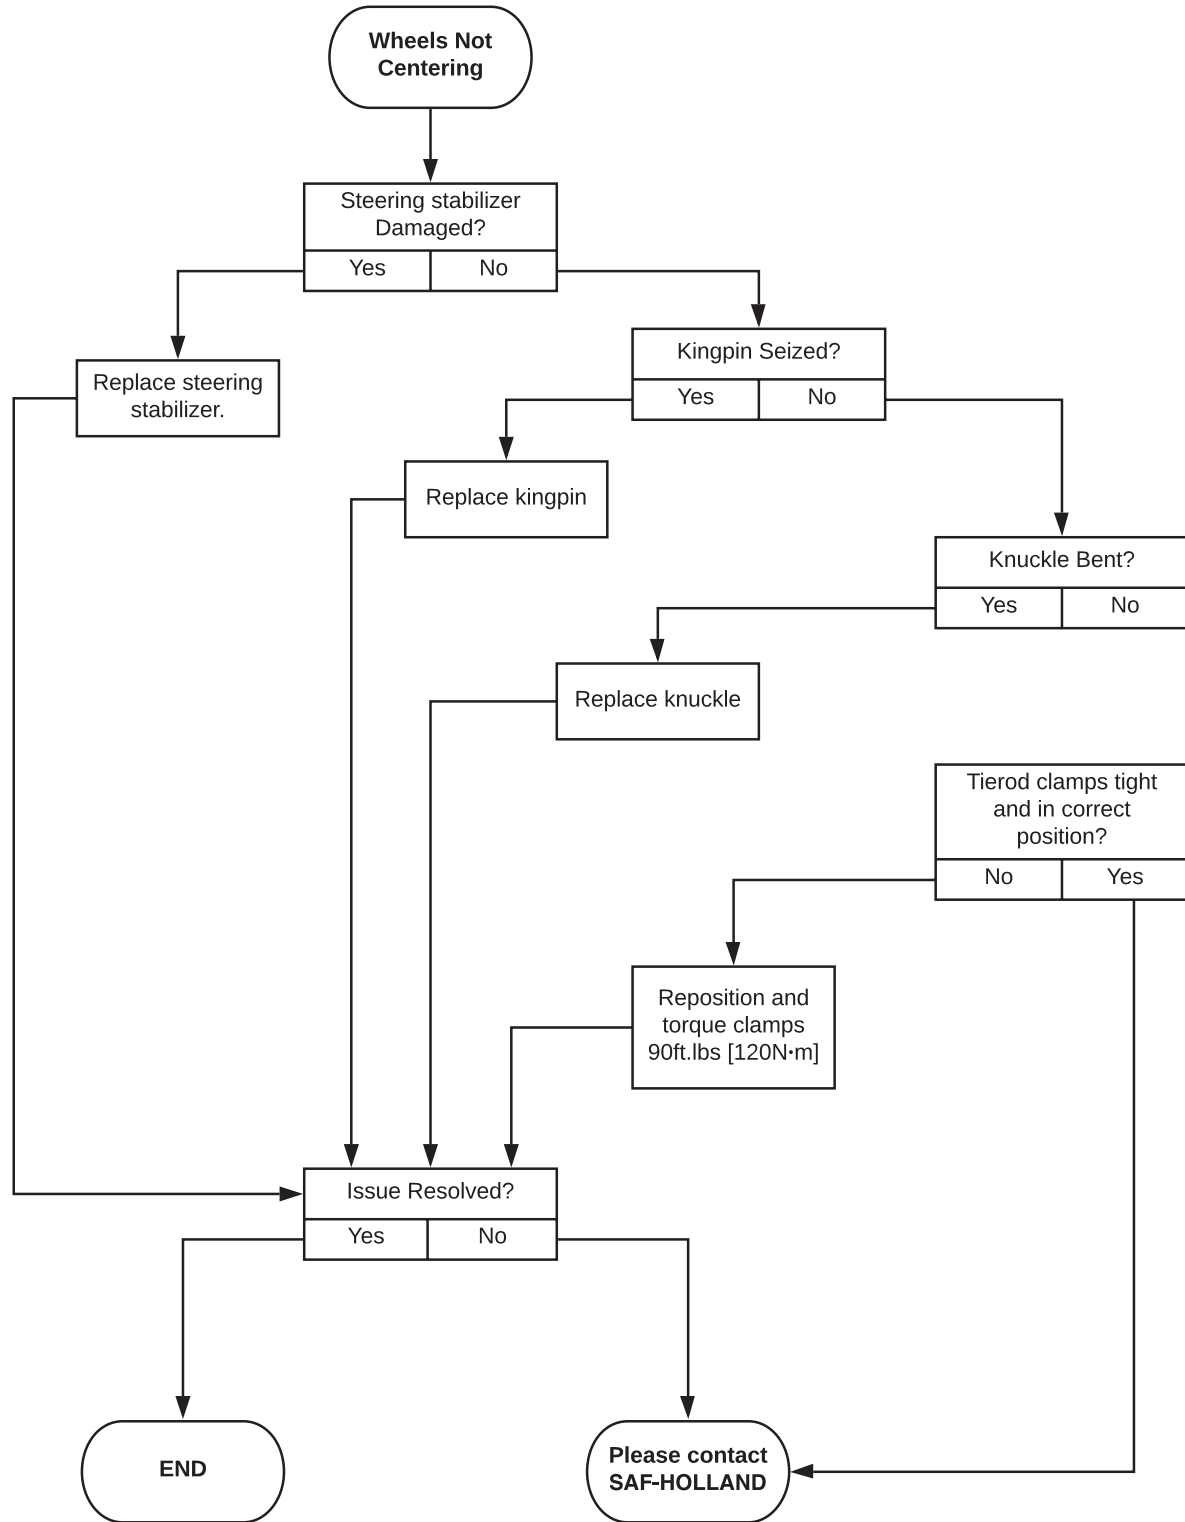 Wheels Not
Centering
Steering stabilizer
Damaged?
Yes
No
Kingpin Seized?
Yes
No
Replace steering
stabilizer.
Replace kingpin
Knuckle Bent?
Yes
No
Replace knuckle
Tierod clamps tight
and in correct
position?
No
Yes
Reposition and
torque clamps
90ft.lbs [120N•m]
Issue Resolved?
Yes
No
END
Please contact
SAF-HOLLAND